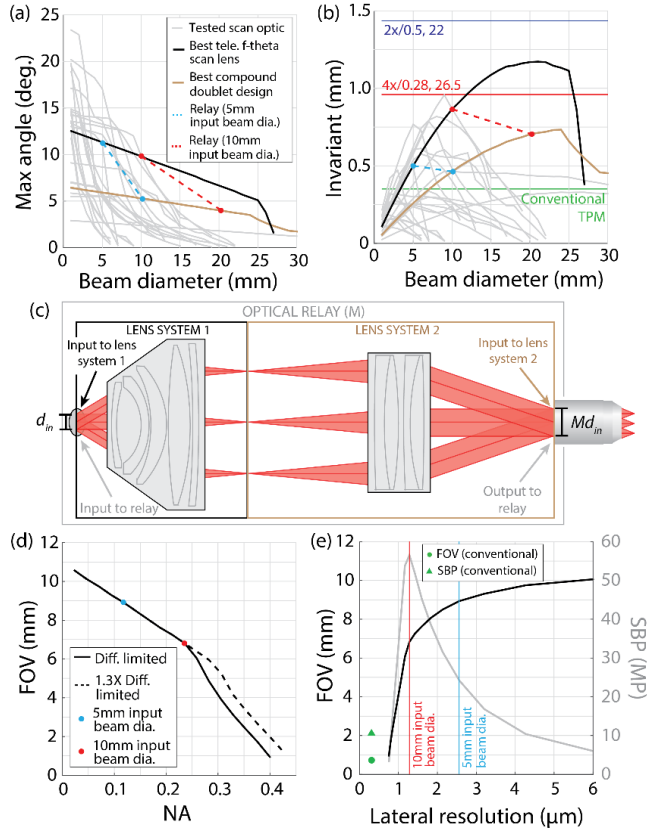 (a)
Max angle (deg.)
25
20
15
10
5
0
0 5 10 15 20 25 30
Beam diameter (mm)
Tested scan optic
Best tele. f-theta
scan lens
Best compound
doublet design
Relay (5mm
input beam dia.)
Relay (10mm
input beam dia.)
(b)
Invariant (mm)
1.5
1.0
0.5
0
0 5 10 15 20 25 30
Beam diameter (mm)
2x/0.5, 22
4x/0.28, 26.5
Conventional
TPM
(c)
OPTICAL RELAY (M)
LENS SYSTEM 1
LENS SYSTEM 2
Input to lens
system 1
Input to lens
system 2
din
Mdin
Input to relay
Output to
relay
(d)
FOV (mm)
12
10
8
6
4
2
0
0 0.1 0.2 0.3 0.4
NA
Diff. limited
1.3X Diff.
limited
5mm input
beam dia.
10mm input
beam dia.
(e)
FOV (mm)
12
10
8
6
4
2
0
0 1 2 3 4 5 6
Lateral resolution (μm)
60
50
40
30
20
10
0
SBP (MP)
FOV (conventional)
SBP (conventional)
10mm input
beam dia.
5mm input
beam dia.